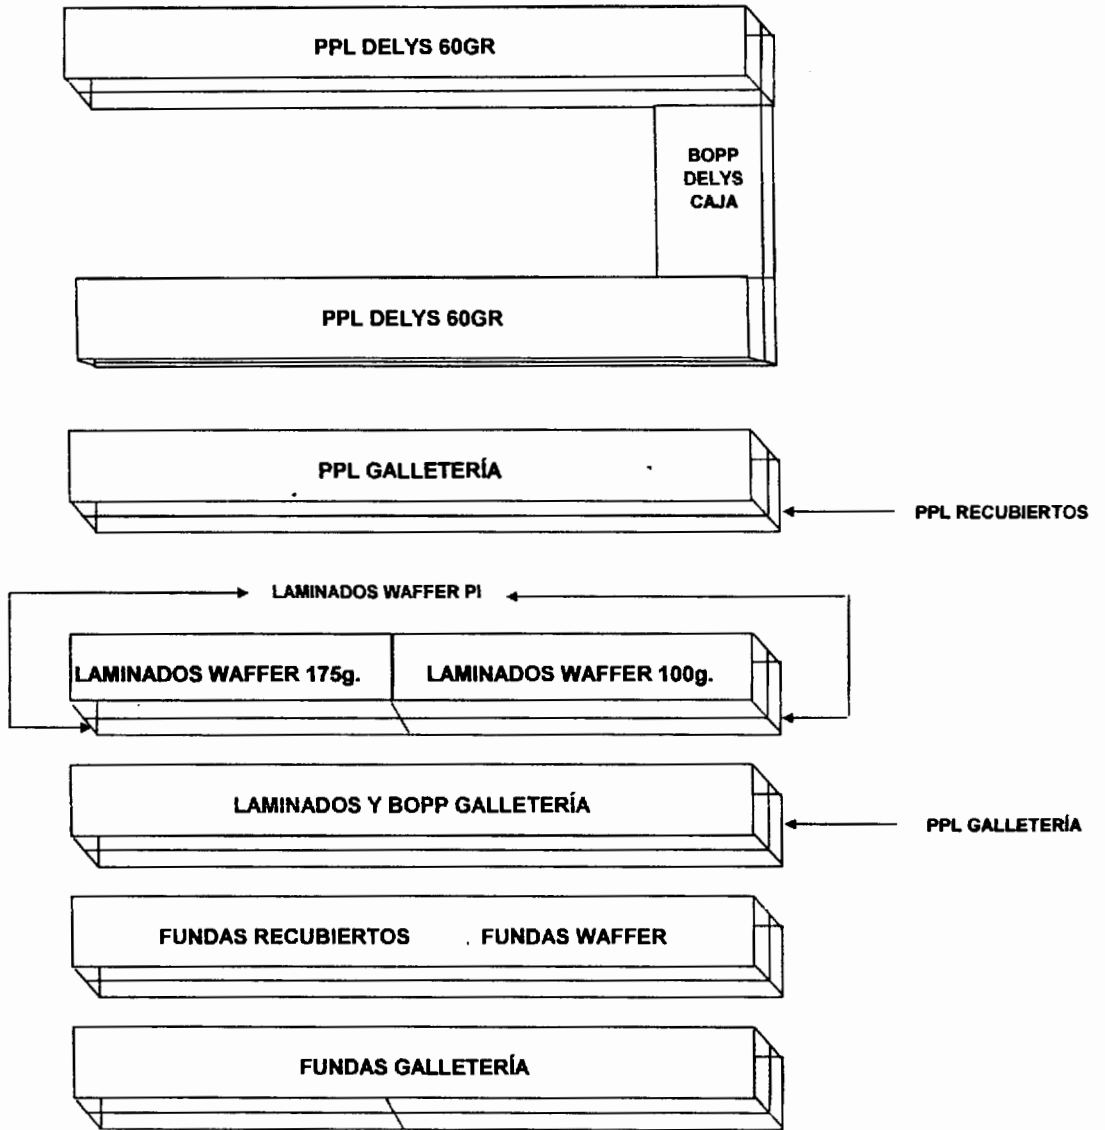 PPL DELYS 60GR
BOPP
DELYS
CAJA
PPL DELYS 60GR
PPL GALLETERÍA
PPL RECUBIERTOS
LAMINADOS WAFFER PI
LAMINADOS WAFFER 175g.
LAMINADOS WAFFER 100g.
LAMINADOS Y BOPP GALLETERÍA
PPL GALLETERÍA
FUNDAS RECUBIERTOS
FUNDAS WAFFER
FUNDAS GALLETERÍA